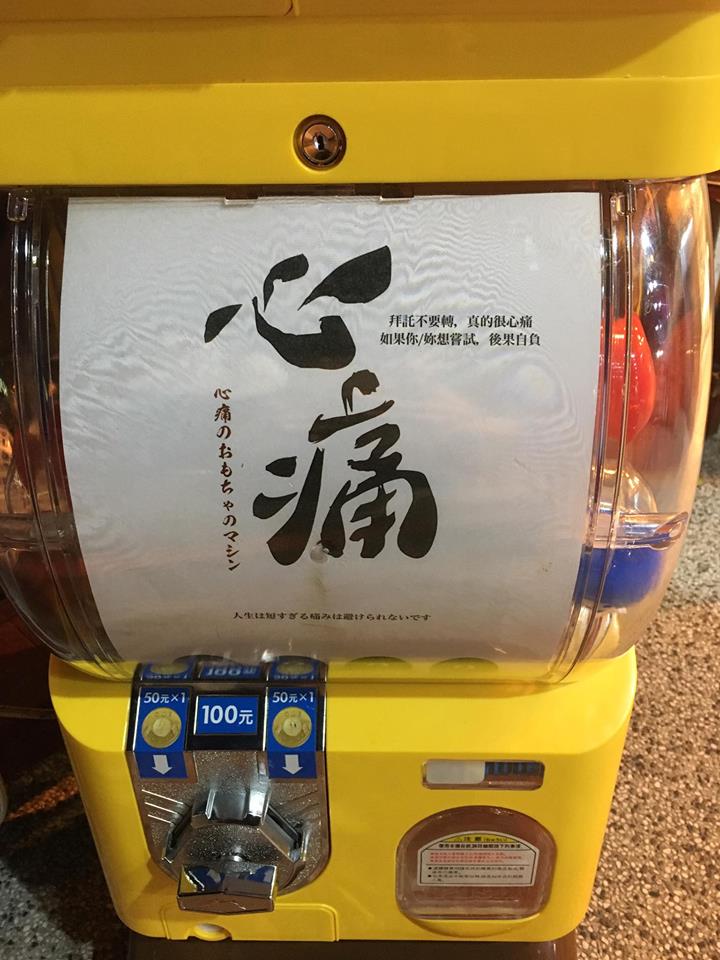 心痛
拜託不要轉，真的很心痛
如果你/妳想嘗試，後果自負
心痛のおもちゃのマシン
人生は短すぎる痛みは避けられないです
50元×1
100元
50元×1
注意